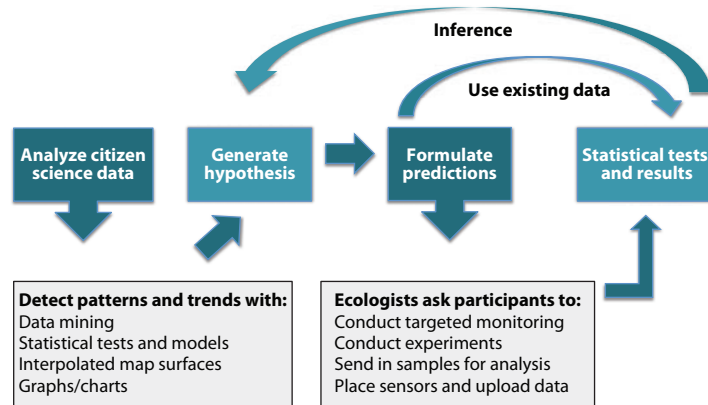 Inference
Use existing data
Analyze citizen
science data
Generate
hypothesis
Formulate
predictions
Statistical tests
and results
Detect patterns and trends with:
Data mining
Statistical tests and models
Interpolated map surfaces
Graphs/charts
Ecologists ask participants to:
Conduct targeted monitoring
Conduct experiments
Send in samples for analysis
Place sensors and upload data